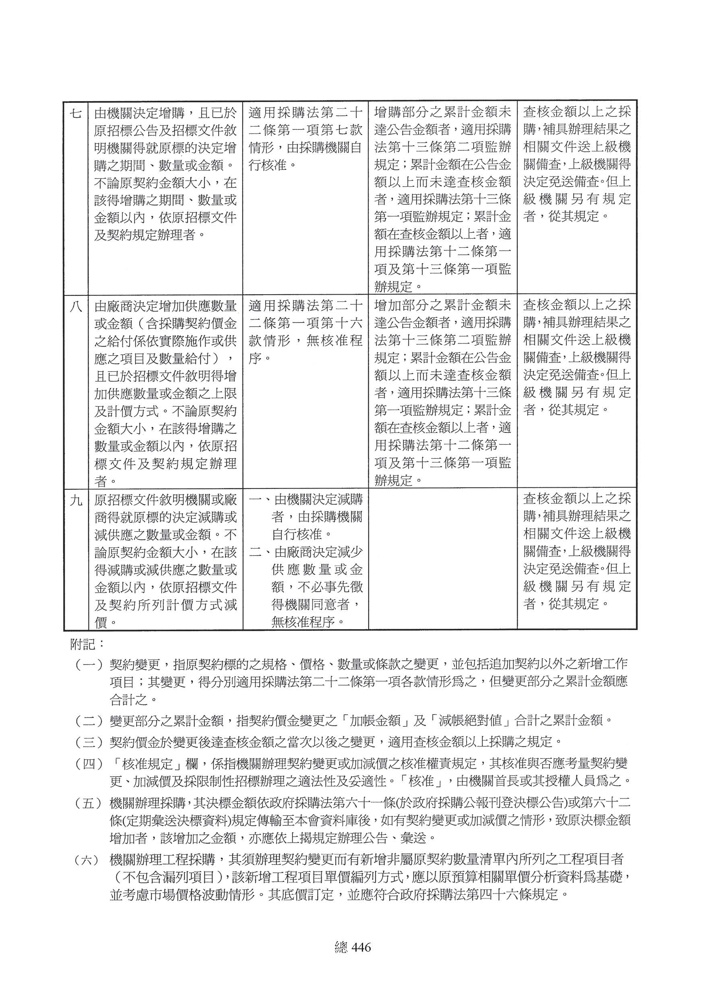 七
由機關決定增購，且已於
原招標公告及招標文件敘
明機關得就原標的決定增
購之期間、數量或金額。
不論原契約金額大小，在
該得增購之期間、數量或
金額以內，依原招標文件
及契約規定辦理者。
適用採購法第二十
二條第一項第七款
情形，由採購機關自
行核准。
增購部分之累計金額未
達公告金額者，適用採購
法第十三條第二項監辦
規定；累計金額在公告金
額以上而未達查核金額
者，適用採購法第十三條
第一項監辦規定；累計金
額在查核金額以上者，適
用採購法第十二條第一
項及第十三條第一項監
辦規定。
查核金額以上之採
購，補具辦理結果之
相關文件送上級機
關備查，上級機關得
決定免送備查。但上
級機關另有規定
者，從其規定。
八
由廠商決定增加供應數量
或金額（含採購契約價金
之給付係依實際施作或供
應之項目及數量給付），
且已於招標文件敘明得增
加供應數量或金額之上限
及計價方式。不論原契約
金額大小，在該得增購之
數量或金額以內，依原招
標文件及契約規定辦理
者。
適用採購法第二十
二條第一項第十六
款情形，無核准程
序。
增加部分之累計金額未
達公告金額者，適用採購
法第十三條第二項監辦
規定；累計金額在公告金
額以上而未達查核金額
者，適用採購法第十三條
第一項監辦規定；累計金
額在查核金額以上者，適
用採購法第十二條第一
項及第十三條第一項監
辦規定。
查核金額以上之採
購，補具辦理結果之
相關文件送上級機
關備查，上級機關得
決定免送備查。但上
級機關另有規定
者，從其規定。
九
原招標文件敘明機關或廠
商得就原標的決定減購或
減供應之數量或金額。不
論原契約金額大小，在該
得減購或減供應之數量或
金額以內，依原招標文件
及契約所列計價方式減
價。
一、由機關決定減購
者，由採購機關
自行核准。
二、由廠商決定減少
供應數量或金
額，不必事先徵
得機關同意者，
無核准程序。
查核金額以上之採
購，補具辦理結果之
相關文件送上級機
關備查，上級機關得
決定免送備查。但上
級機關另有規定
者，從其規定。
附記：
（一）契約變更，指原契約標的之規格、價格、數量或條款之變更，並包括追加契約以外之新增工作
項目；其變更，得分別適用採購法第二十二條第一項各款情形爲之，但變更部分之累計金額應
合計之。
（二）變更部分之累計金額，指契約價金變更之「加帳金額」及「減帳絕對值」合計之累計金額。
（三）契約價金於變更後達查核金額之當次以後之變更，適用查核金額以上採購之規定。
（四）「核准規定」欄，係指機關辦理契約變更或加減價之核准權責規定，其核准與否應考量契約變
更、加減價及採限制性招標辦理之適法性及妥適性。「核准」，由機關首長或其授權人員爲之。
（五）機關辦理採購，其決標金額依政府採購法第六十一條(於政府採購公報刊登決標公告)或第六十二
條(定期彙送決標資料)規定傳輸至本會資料庫後，如有契約變更或加減價之情形，致原決標金額
增加者，該增加之金額，亦應依上揭規定辦理公告、彙送。
（六）機關辦理工程採購，其須辦理契約變更而有新增非屬原契約數量清單內所列之工程項目者
（不包含漏列項目），該新增工程項目單價編列方式，應以原預算相關單價分析資料爲基礎，
並考慮市場價格波動情形。其底價訂定，並應符合政府採購法第四十六條規定。
總 446